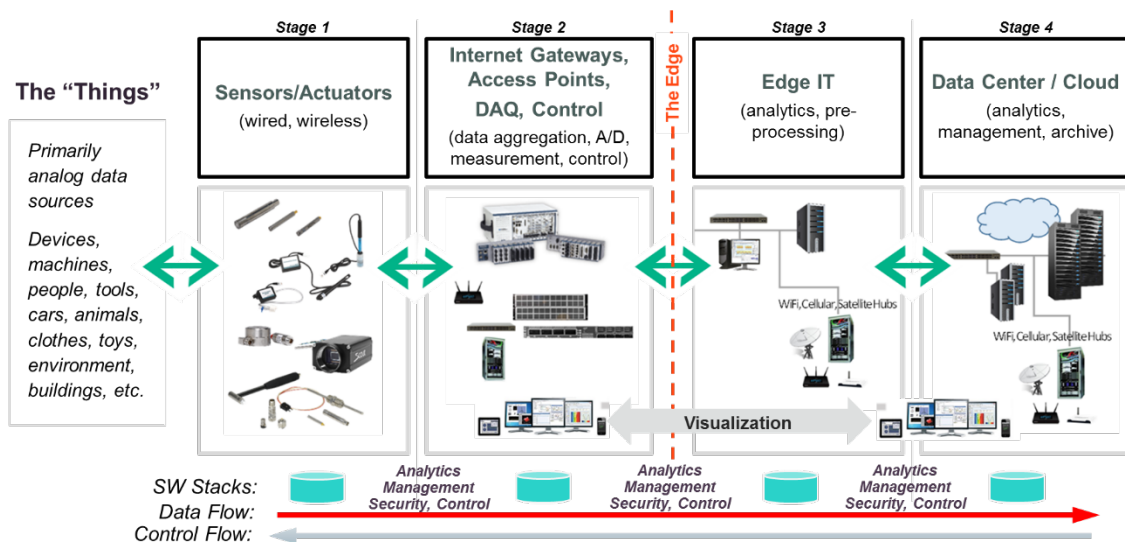 Stage 1
Stage 2
Stage 3
Stage 4
The “Things”
Primarily
analog data
sources
Devices,
machines,
people, tools,
cars, animals,
clothes, toys,
environment,
buildings, etc.
Sensors/Actuators
(wired, wireless)
Internet Gateways,
Access Points,
DAQ, Control
(data aggregation, A/D,
measurement, control)
The Edge
Edge IT
(analytics, pre-
processing)
Data Center / Cloud
(analytics,
management, archive)
WiFi, Cellular, Satellite Hubs
WiFi, Cellular, Satellite Hubs
Visualization
SW Stacks:
Analytics
Management
Security, Control
Analytics
Management
Security, Control
Analytics
Management
Security, Control
Data Flow:
Control Flow: